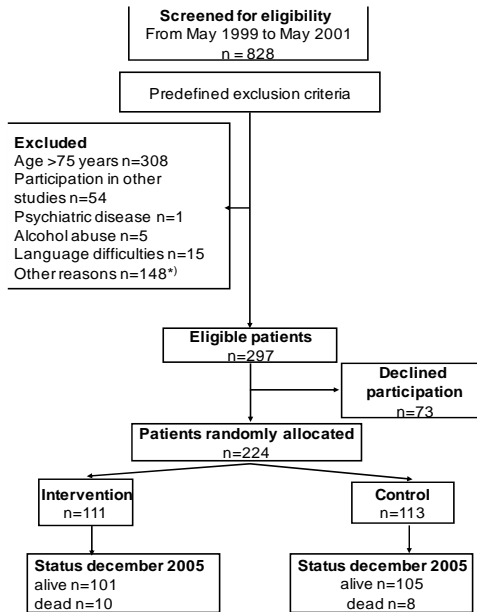 Screened for eligibility
From May 1999 to May 2001
n = 828
Predefined exclusion criteria
Excluded
Age >75 years n=308
Participation in other
studies n=54
Psychiatric disease n=1
Alcohol abuse n=5
Language difficulties n=15
Other reasons n=148*)
Eligible patients
n=297
Declined
participation
n=73
Patients randomly allocated
n=224
Intervention
n=111
Control
n=113
Status december 2005
alive n=101
dead n=10
Status december 2005
alive n=105
dead n=8